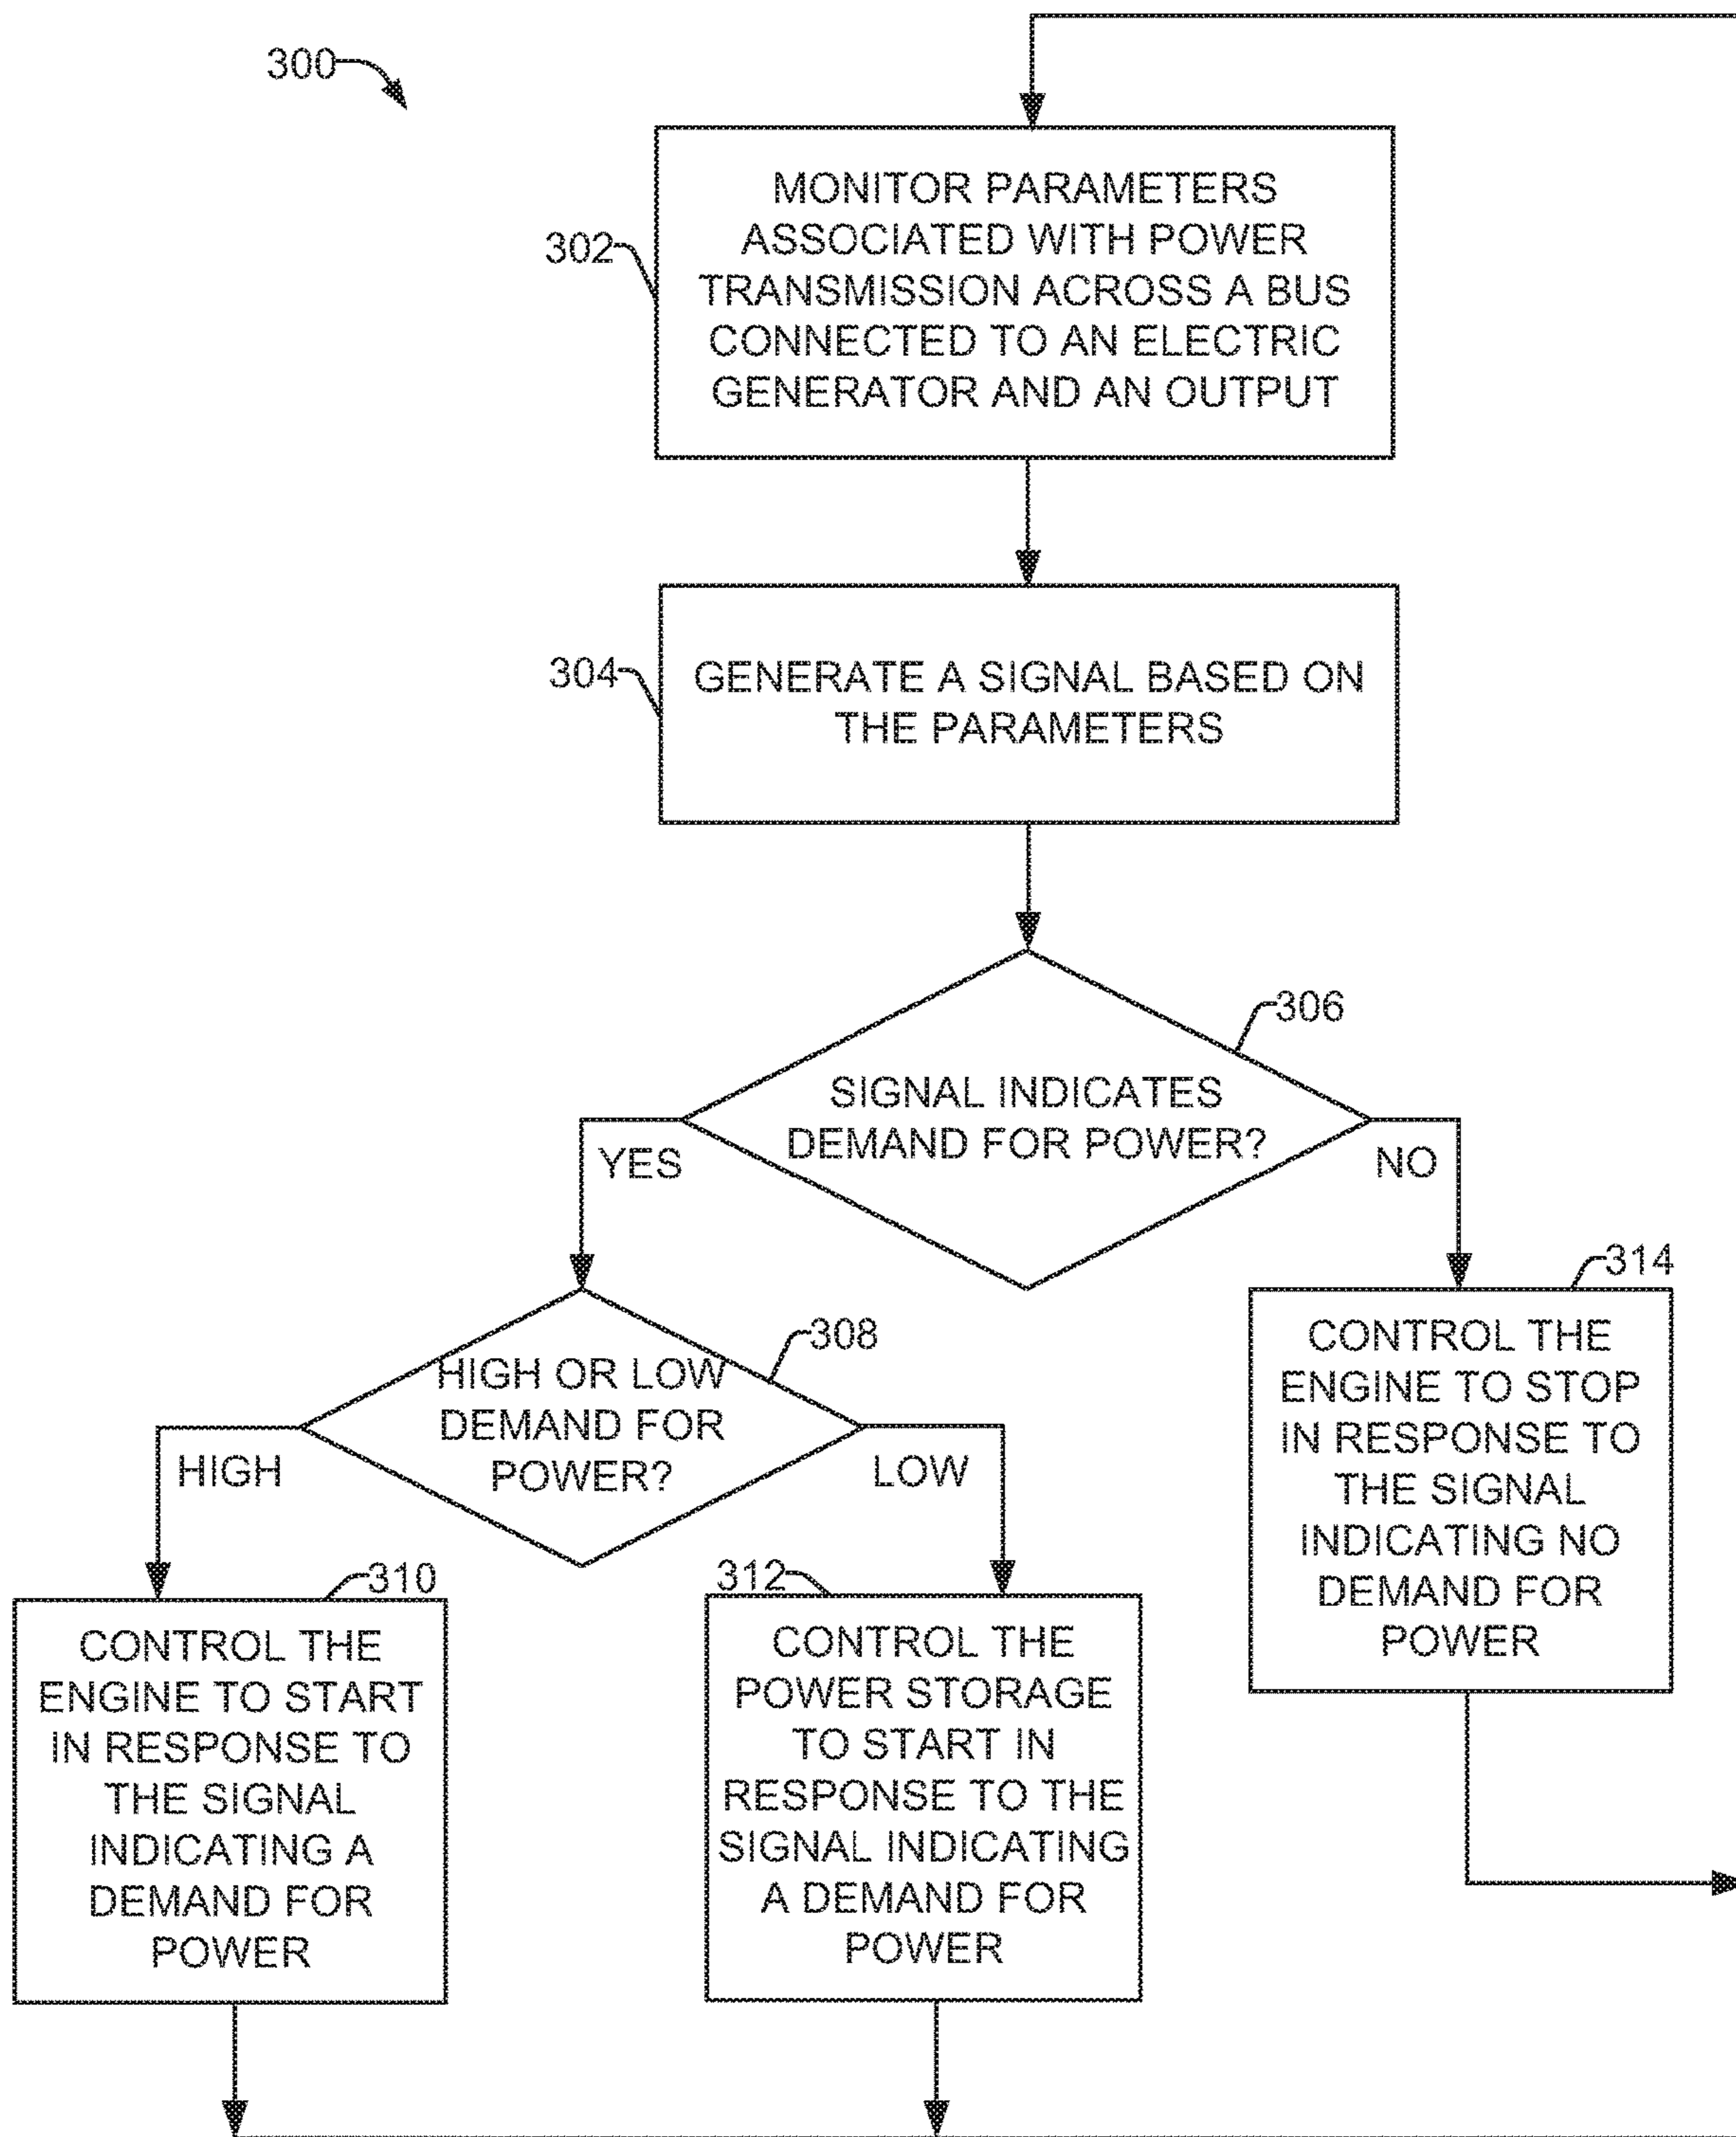 300
302
MONITOR PARAMETERS
ASSOCIATED WITH POWER
TRANSMISSION ACROSS A BUS
CONNECTED TO AN ELECTRIC
GENERATOR AND AN OUTPUT
304
GENERATE A SIGNAL BASED ON
THE PARAMETERS
306
SIGNAL INDICATES
DEMAND FOR POWER?
YES
NO
308
HIGH OR LOW
DEMAND FOR
POWER?
HIGH
LOW
310
CONTROL THE
ENGINE TO START
IN RESPONSE TO
THE SIGNAL
INDICATING A
DEMAND FOR
POWER
312
CONTROL THE
POWER STORAGE
TO START IN
RESPONSE TO THE
SIGNAL INDICATING
A DEMAND FOR
POWER
314
CONTROL THE
ENGINE TO STOP
IN RESPONSE TO
THE SIGNAL
INDICATING NO
DEMAND FOR
POWER